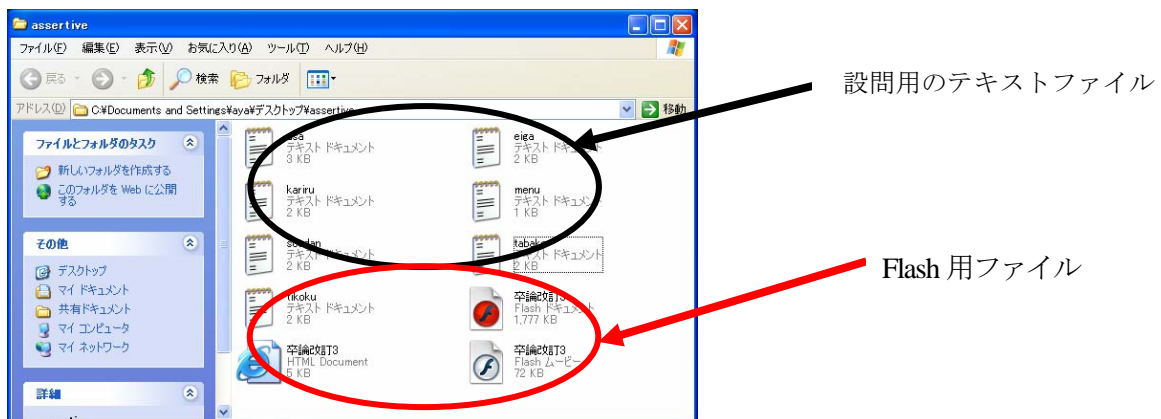 assertive
ファイル(F) 編集(E) 表示(V) お気に入り(A) ツール(T) ヘルプ(H)
戻る 検索 フォルダ
アドレス(D) C:¥Documents and Settings¥aya¥デスクトップ¥assertive 移動
設問用のテキストファイル
ファイルとフォルダのタスク
新しいフォルダを作成する
このフォルダを Web に公開
する
その他
デスクトップ
マイ ドキュメント
共有ドキュメント
マイ コンピュータ
マイ ネットワーク
詳細
テキスト ドキュメント
3 KB
eiga
テキスト ドキュメント
2 KB
kariru
テキスト ドキュメント
2 KB
menu
テキスト ドキュメント
1 KB
テキスト ドキュメント
2 KB
テキスト ドキュメント
2 KB
tikoku
テキスト ドキュメント
2 KB
卒論改訂3
Flash ドキュメント
1,777 KB
卒論改訂3
HTML Document
5 KB
卒論改訂3
Flash ムービー
72 KB
Flash 用ファイル